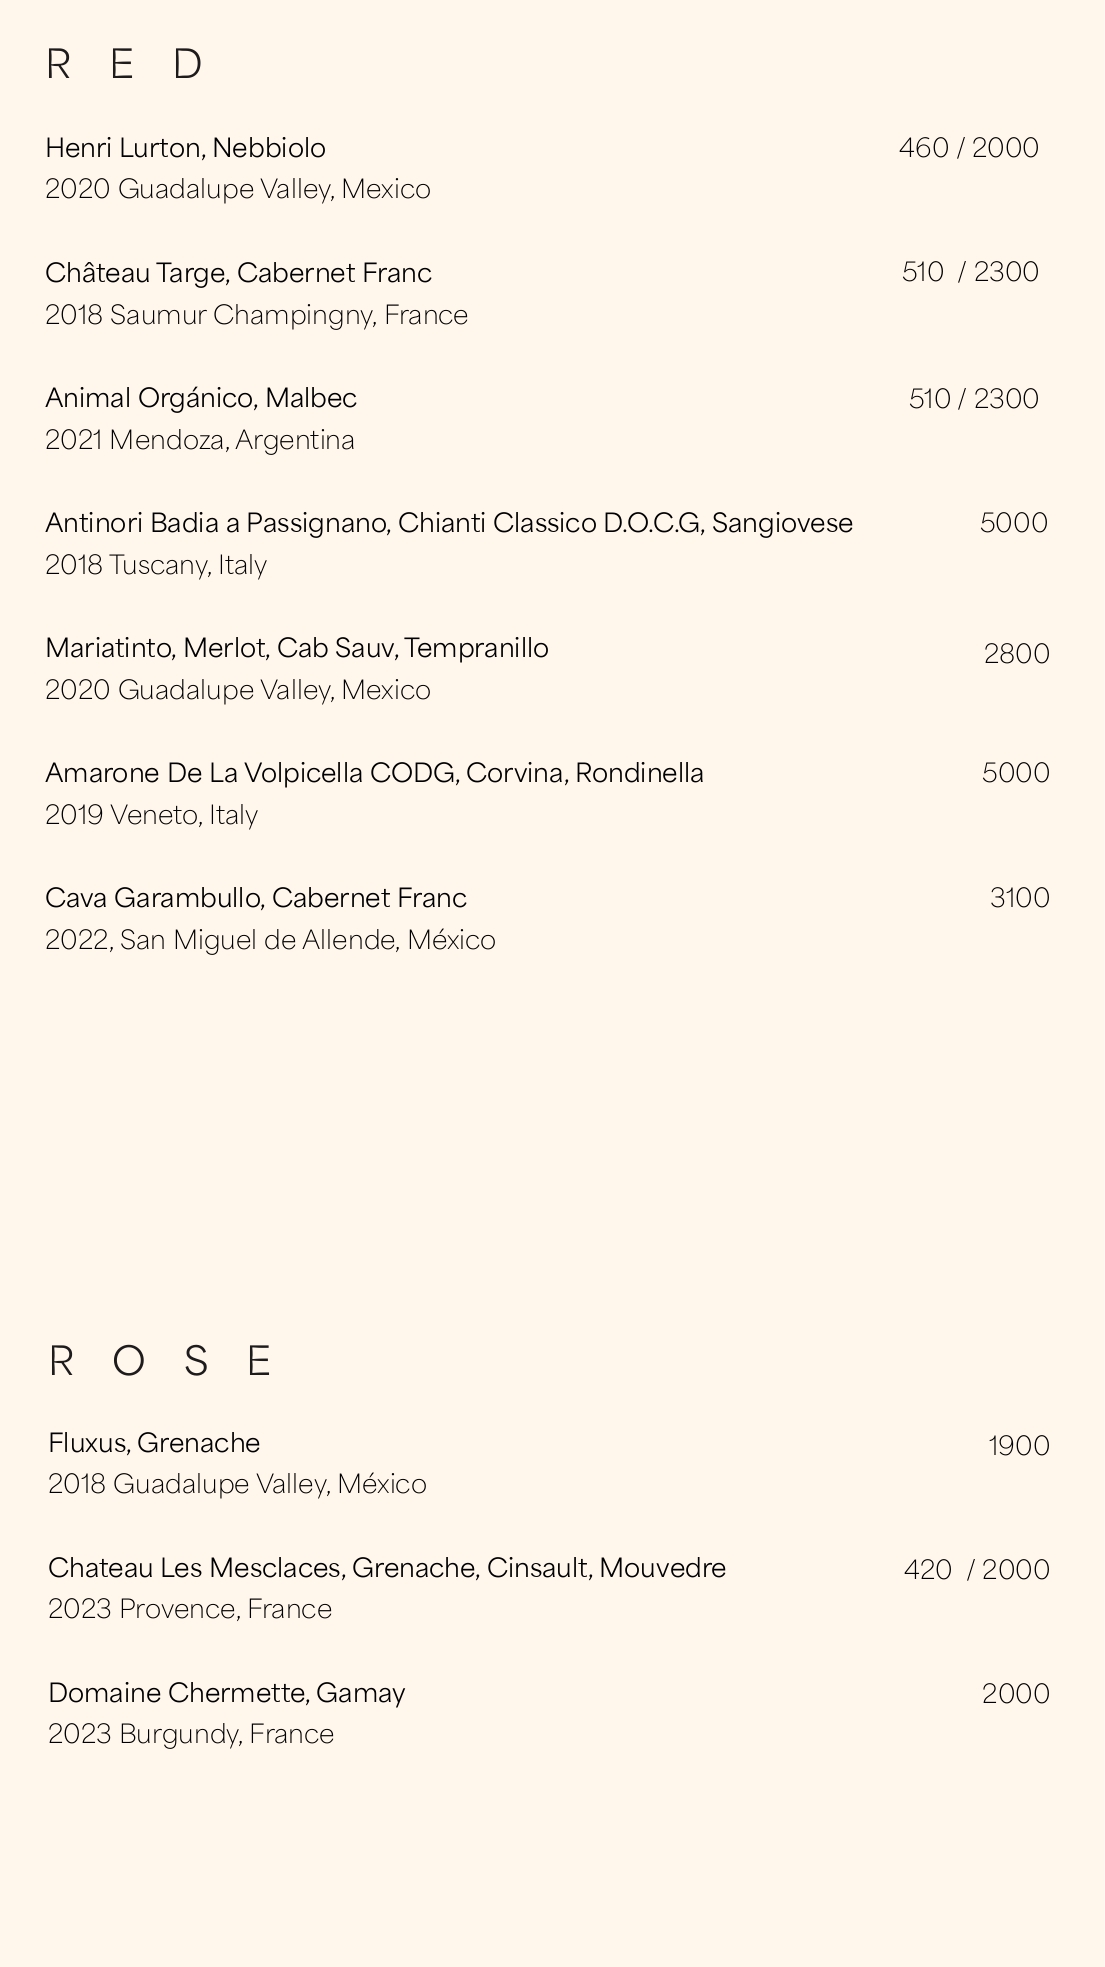 RED
Henri Lurton, Nebbiolo 460 / 2000
2020 Guadalupe Valley, Mexico
Château Targe, Cabernet Franc 510 / 2300
2018 Saumur Champingny, France
Animal Orgánico, Malbec 510 / 2300
2021 Mendoza, Argentina
Antinori Badia a Passignano, Chianti Classico D.O.C.G, Sangiovese 5000
2018 Tuscany, Italy
Mariatinto, Merlot, Cab Sauv, Tempranillo 2800
2020 Guadalupe Valley, Mexico
Amarone De La Volpicella CODG, Corvina, Rondinella 5000
2019 Veneto, Italy
Cava Garambullo, Cabernet Franc 3100
2022, San Miguel de Allende, México
ROSE
Fluxus, Grenache 1900
2018 Guadalupe Valley, México
Chateau Les Mesclaces, Grenache, Cinsault, Mouvedre 420 / 2000
2023 Provence, France
Domaine Chermette, Gamay 2000
2023 Burgundy, France